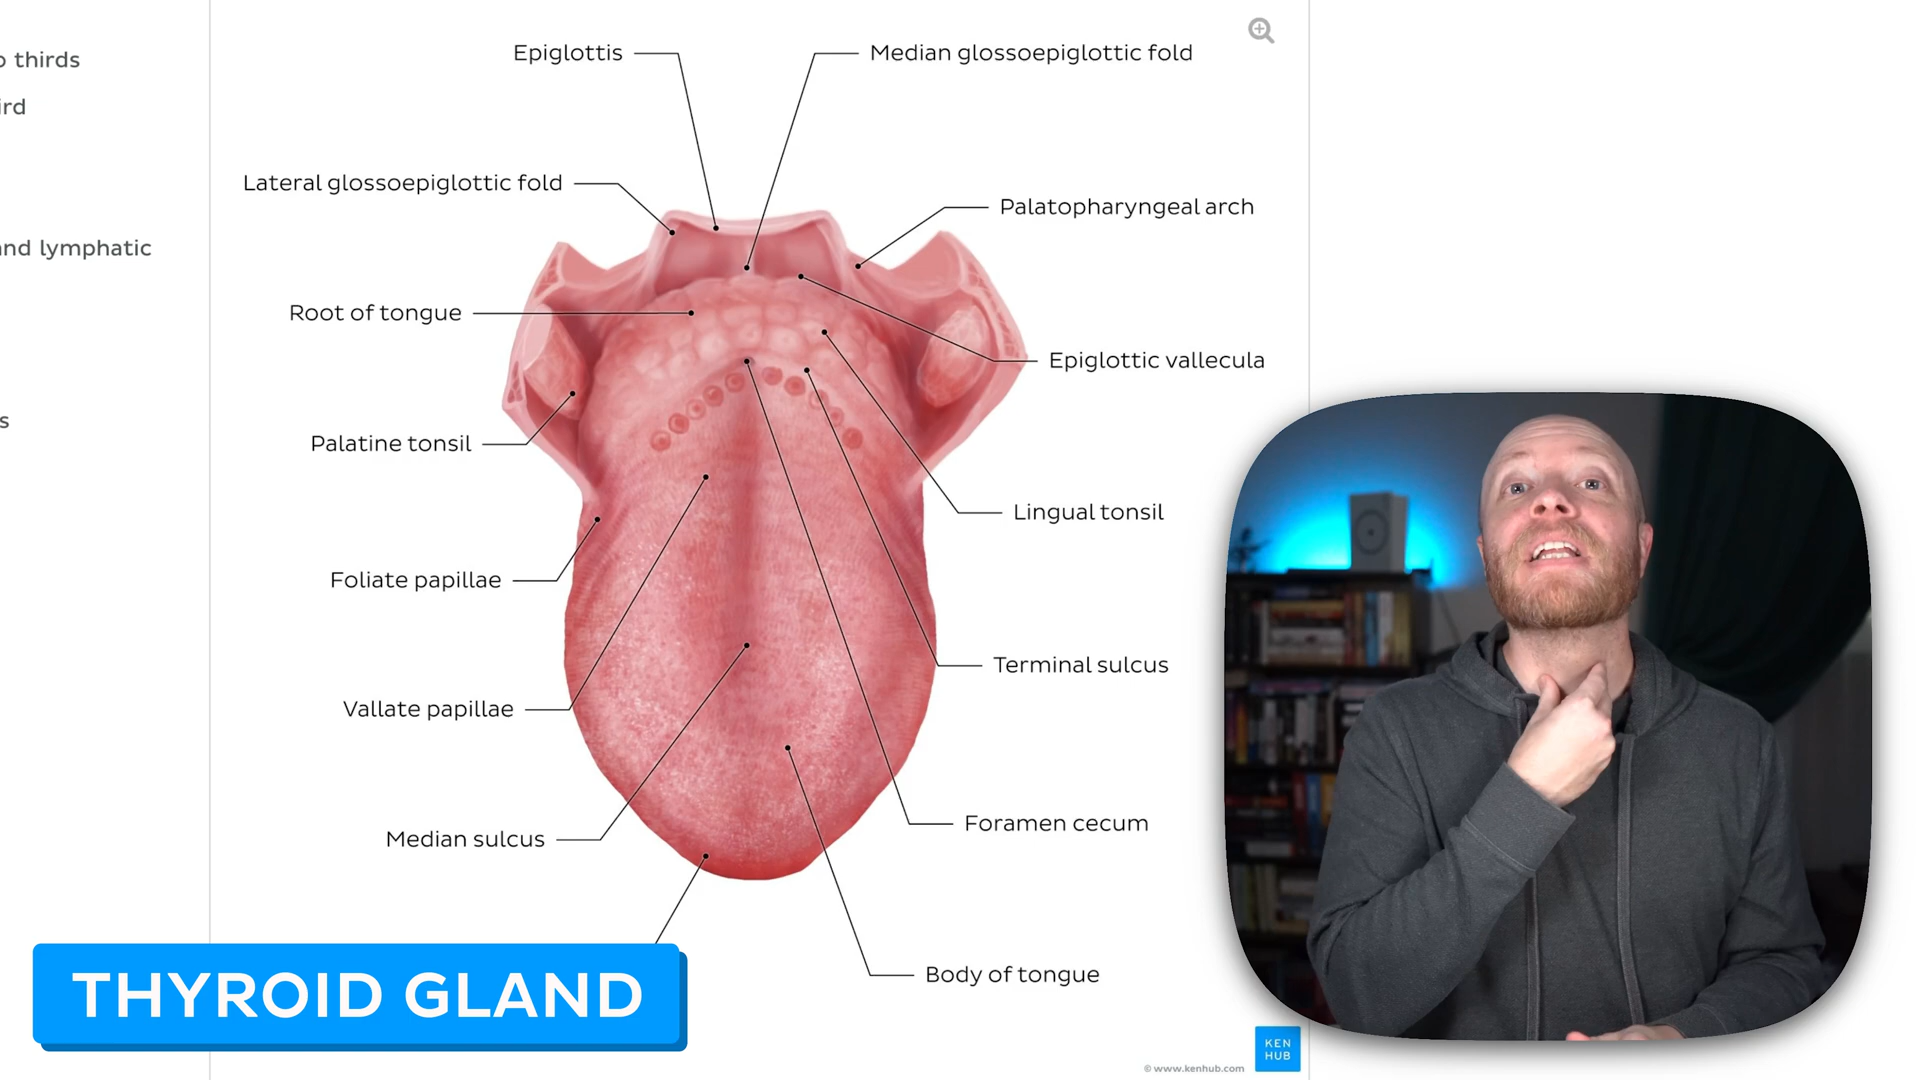 o thirds
ird
and lymphatic
s
Epiglottis
Median glossoepiglottic fold
Lateral glossoepiglottic fold
Palatopharyngeal arch
Root of tongue
Epiglottic vallecula
Palatine tonsil
Lingual tonsil
Foliate papillae
Terminal sulcus
Vallate papillae
Foramen cecum
Median sulcus
Body of tongue
THYROID GLAND
KEN
HUB
© www.kenhub.com